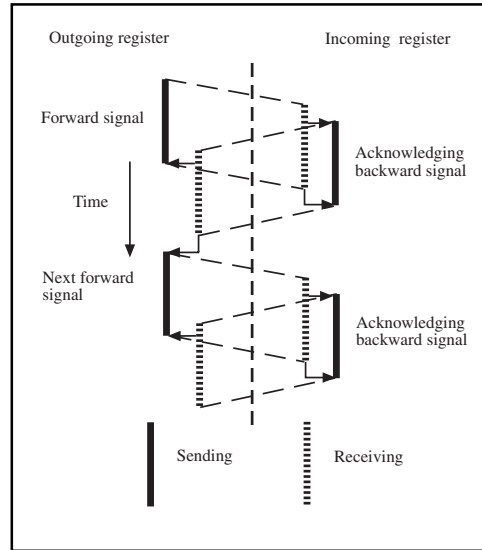 Outgoing register
Incoming register
Forward signal
Acknowledging
backward signal
Time
Next forward
signal
Acknowledging
backward signal
Sending
Receiving